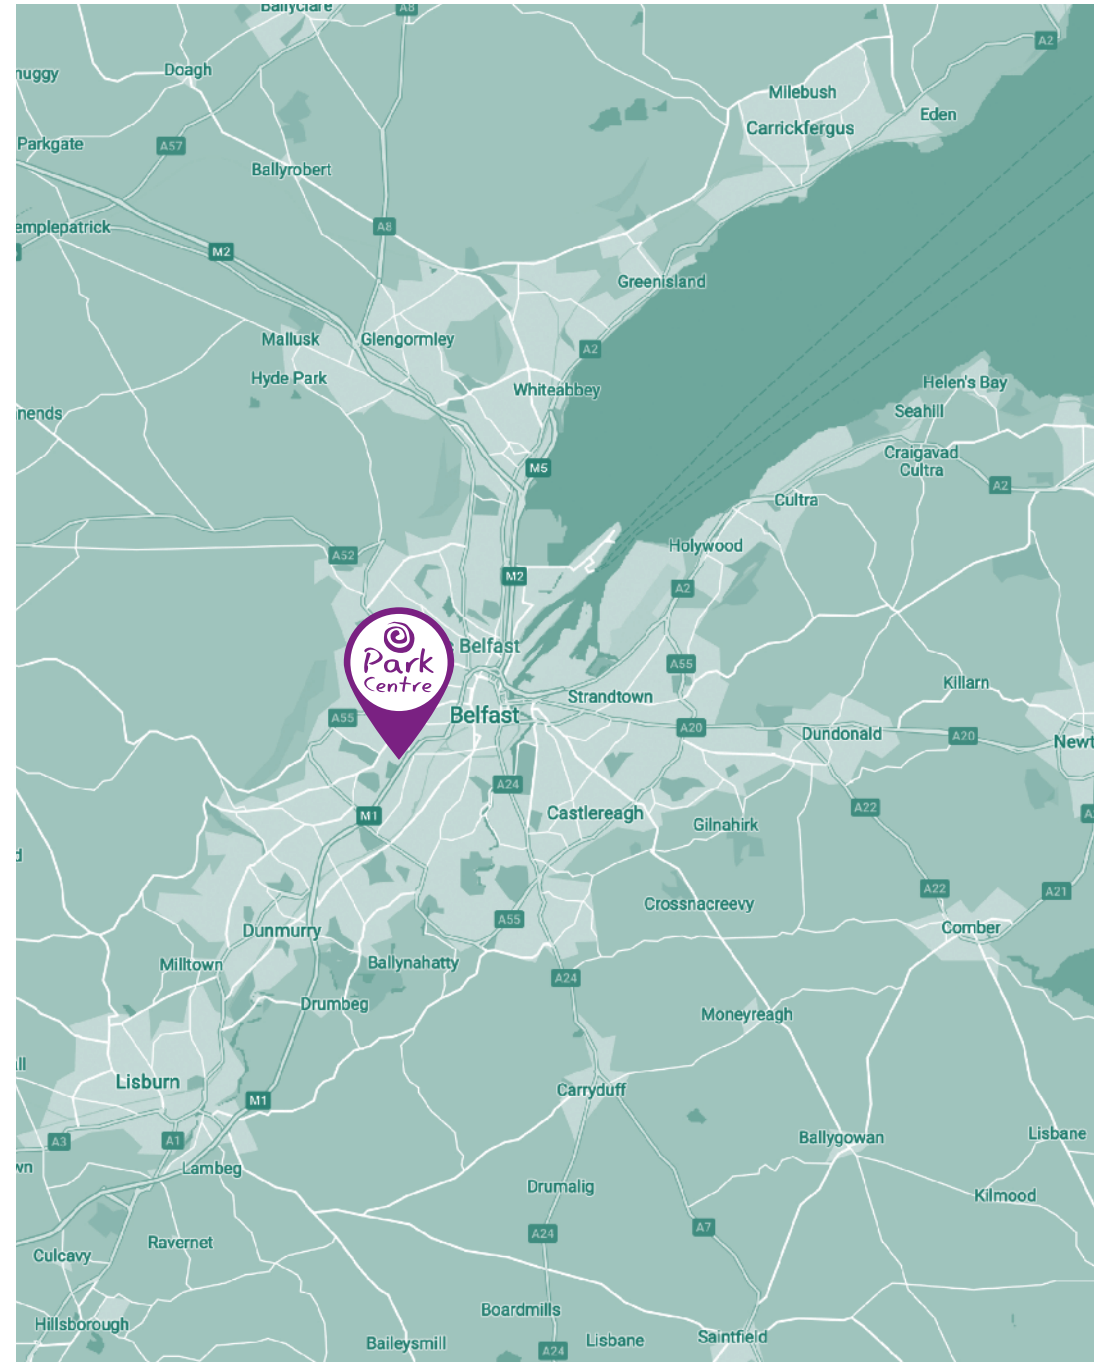 Ballyclare
A8
A2
Doagh
Milebush
Eden
Carrickfergus
Parkgate
A57
Ballyrobert
A8
M2
Greenisland
Mallusk
Glengormley
A2
Hyde Park
Whiteabbey
Helen's Bay
Seahill
Craigavad
Cultra
M5
A2
Cultra
Holywood
A52
M2
A2
Park
Centre
Belfast
A55
Killarn
Strandtown
A55
Belfast
A20
Dundonald
A20
A24
M1
Castlereagh
Gilnahirk
A22
A22
A21
Crossnacreevy
A55
Comber
Dunmurry
Milltown
Ballynahatty
A24
Drumbeg
Moneyreagh
Lisburn
Carryduff
M1
A3
A1
Ballygowan
Lisbane
Lambeg
Drumalig
Kilmood
A24
A7
Ravernet
Culcavy
Boardmills
Hillsborough
Baileysmill
Lisbane
Saintfield
A24